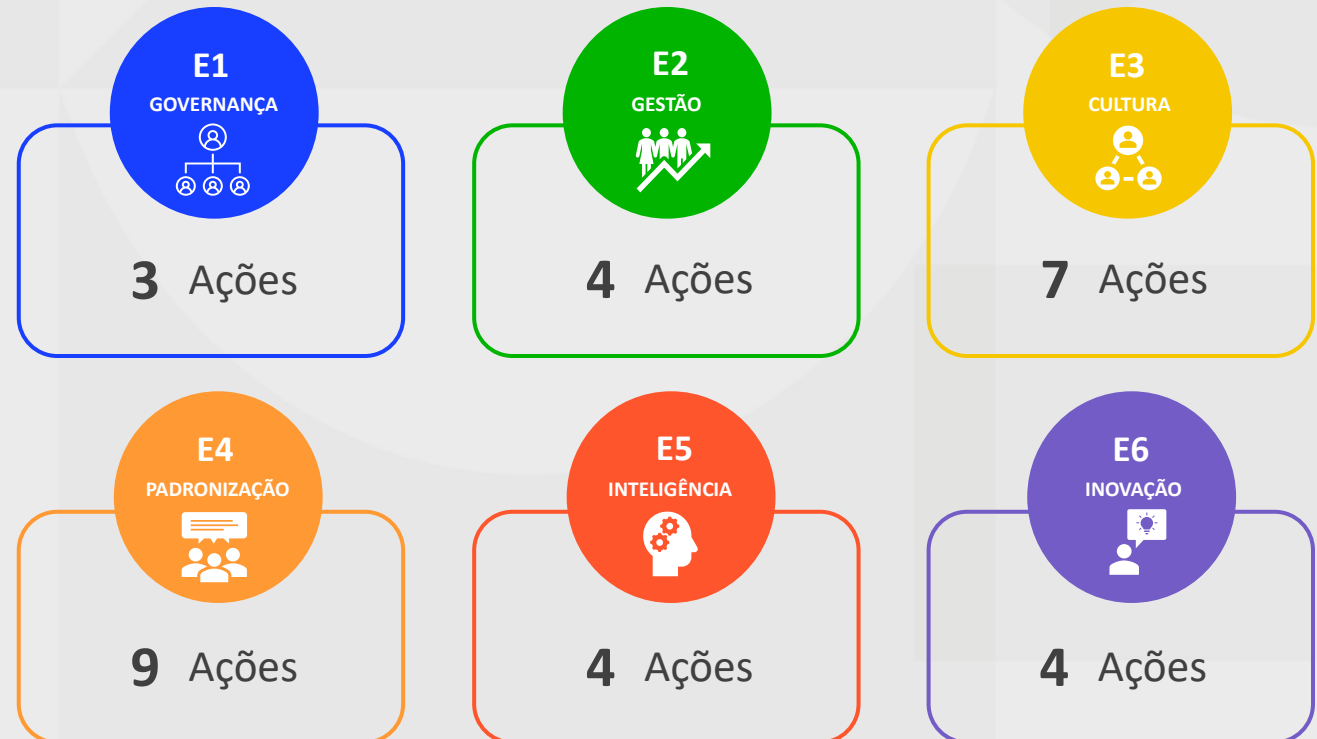 E1
GOVERNANÇA
3 Ações
E2
GESTÃO
4 Ações
E3
CULTURA
7 Ações
E4
PADRONIZAÇÃO
9 Ações
E5
INTELIGÊNCIA
4 Ações
E6
INOVAÇÃO
4 Ações